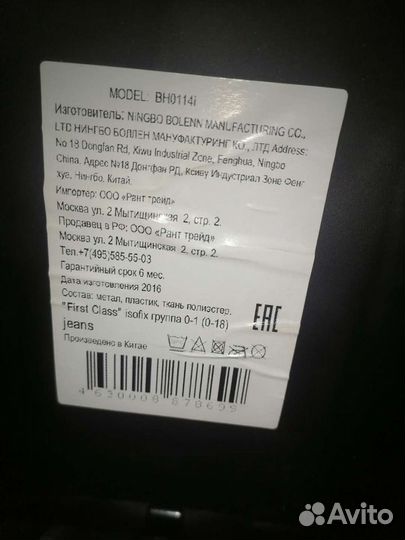 MODEL: BH0114i
Изготовитель: NINGBO BOLENN MANUFACTURING CO.,
LTD НИНГБО БОЛЛЕН МАНУФАКТУРИНГ КО., ЛТД Address:
No 18 Dongfan Rd, Xiwu Industrial Zone, Fenghua, Ningbo
China. Адрес №18 Донгфан РД, Ксиву Индустриал Зоне Фенг
хуа, Нингбо, Китай.
Импортер: ООО «Рант трейд»
Москва ул. 2 Мытищинская 2, стр. 2.
Продавец в РФ: ООО «Рант трейд»
Москва ул. 2 Мытищинская 2, стр. 2.
Тел.+7(495)585-55-03
Гарантийный срок 6 мес.
Дата изготовления 2016
Состав: метал, пластик, ткань полиэстер.
"First Class" isofix группа 0-1 (0-18)
jeans
Произведено в Китае
EAC
4630008878699
Avito